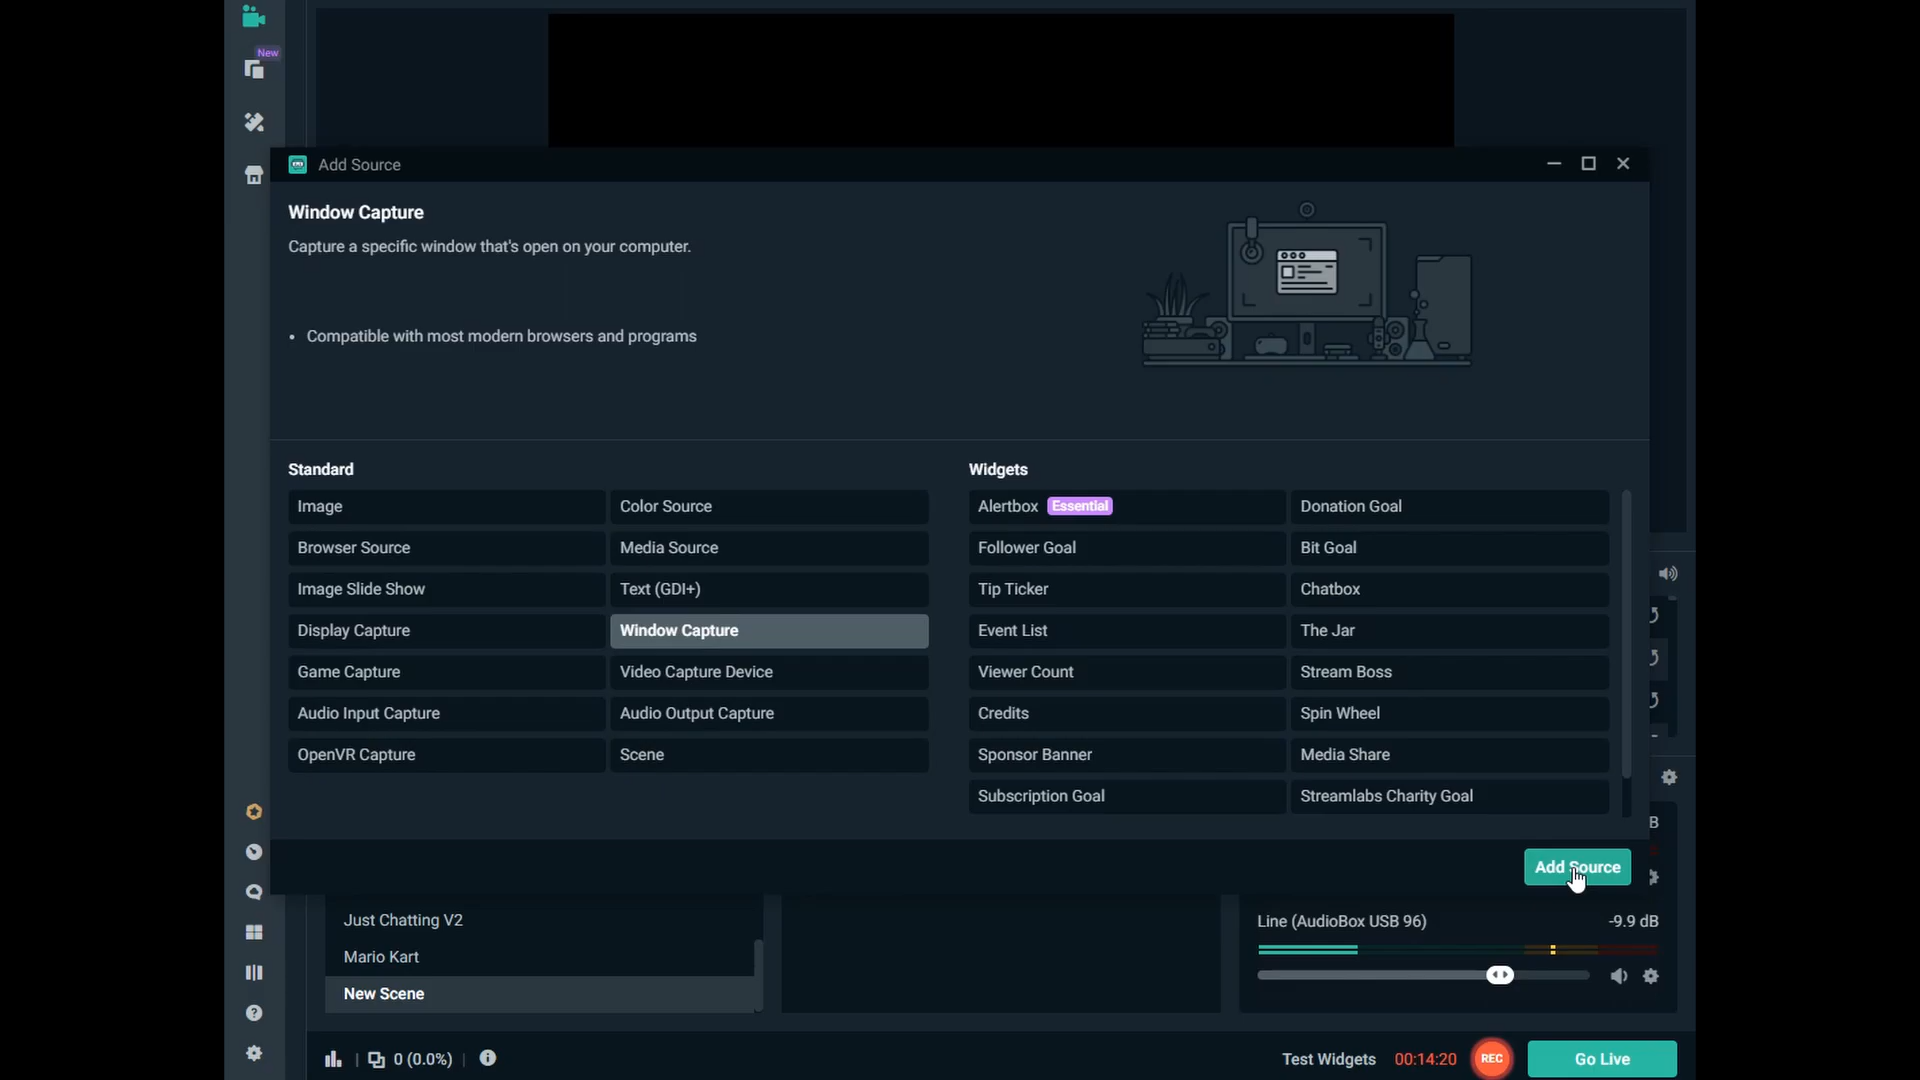 New
Add Source
Window Capture
Capture a specific window that's open on your computer.
• Compatible with most modern browsers and programs
Standard
Image
Color Source
Browser Source
Media Source
Image Slide Show
Text (GDI+)
Display Capture
Window Capture
Game Capture
Video Capture Device
Audio Input Capture
Audio Output Capture
OpenVR Capture
Scene
Widgets
Alertbox Essential
Donation Goal
Follower Goal
Bit Goal
Tip Ticker
Chatbox
Event List
The Jar
Viewer Count
Stream Boss
Credits
Spin Wheel
Sponsor Banner
Media Share
Subscription Goal
Streamlabs Charity Goal
B
Add Source
Just Chatting V2
Mario Kart
New Scene
Line (AudioBox USB 96) -9.9 dB
0 (0.0%)
Test Widgets 00:14:20 REC Go Live